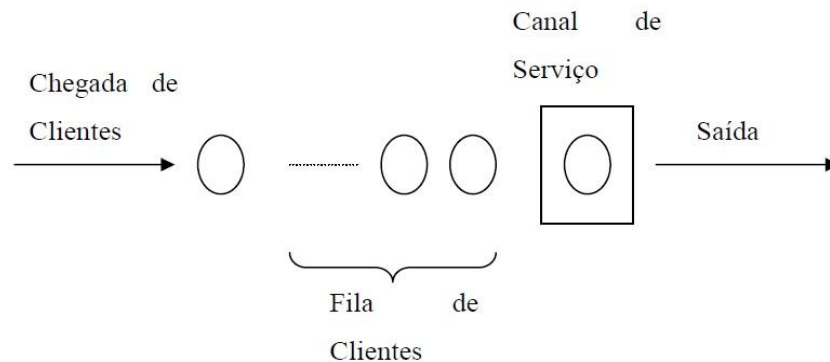 Canal de
Serviço
Chegada de
Clientes
Saída
Fila de
Clientes